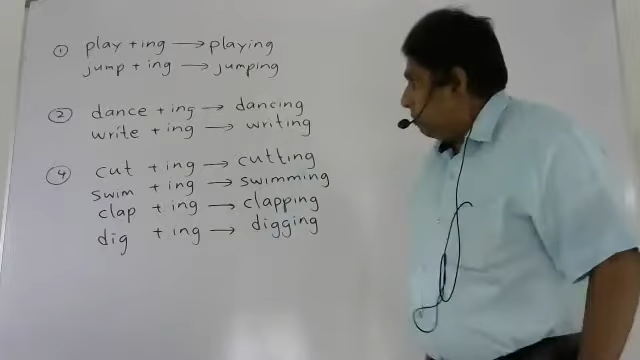 ① play + ing → playing
jump + ing → jumping
② dance + ing → dancing
write + ing → writing
④ cut + ing → cutting
swim + ing → swimming
clap + ing → clapping
dig + ing → digging